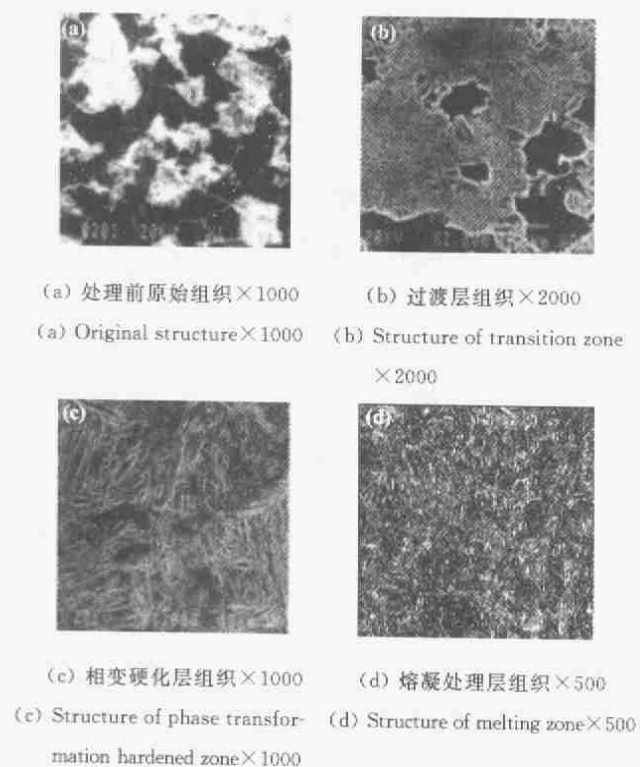 (a)
(b)
(a) 处理前原始组织×1000
(a) Original structure×1000
(b) 过渡层组织×2000
(b) Structure of transition zone
×2000
(c)
(d)
(c) 相变硬化层组织×1000
(c) Structure of phase transfor-
mation hardened zone×1000
(d) 熔凝处理层组织×500
(d) Structure of melting zone×500